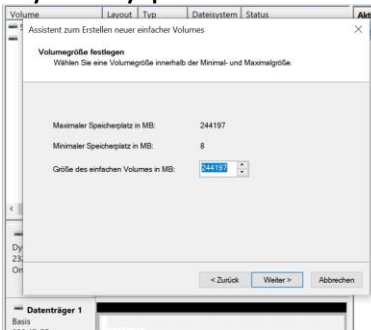 Volume Layout Typ Dateisystem Status
Assistent zum Erstellen neuer einfacher Volumes
Volumegröße festlegen
Wählen Sie eine Volumegröße innerhalb der Minimal- und Maximalgröße.
Maximaler Speicherplatz in MB: 244197
Minimaler Speicherplatz in MB: 8
Größe des einfachen Volumes in MB: 244197
< Zurück Weiter > Abbrechen
Datenträger 1
Basis